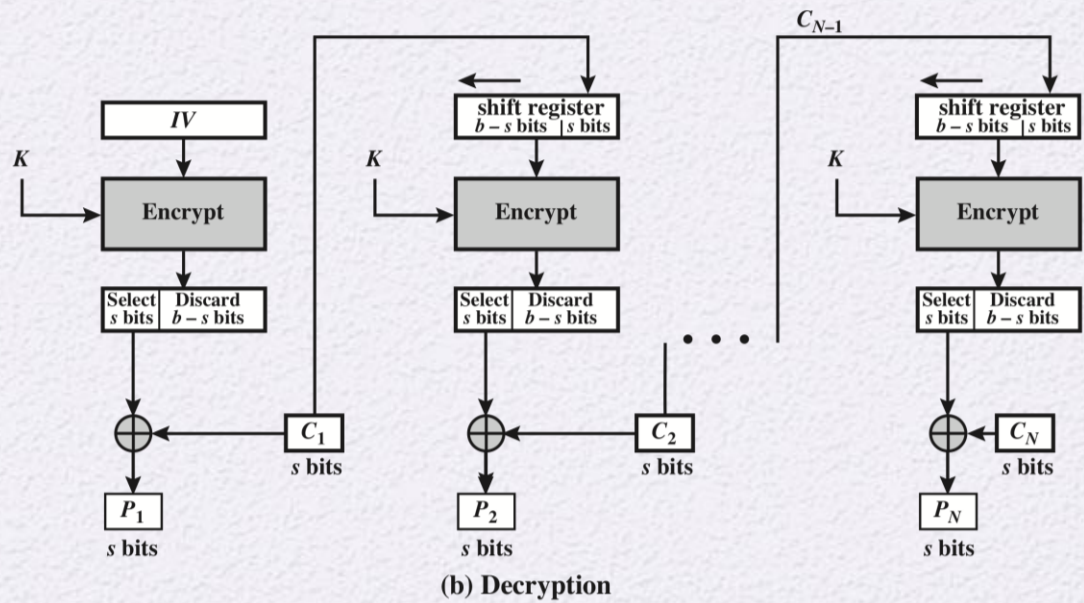 C_{N–1}
IV
K
Encrypt
Select
s bits
Discard
b – s bits
C_1
s bits
P_1
s bits
shift register
b – s bits | s bits
K
Encrypt
Select
s bits
Discard
b – s bits
C_2
s bits
P_2
s bits
• • •
shift register
b – s bits | s bits
K
Encrypt
Select
s bits
Discard
b – s bits
C_N
s bits
P_N
s bits
(b) Decryption